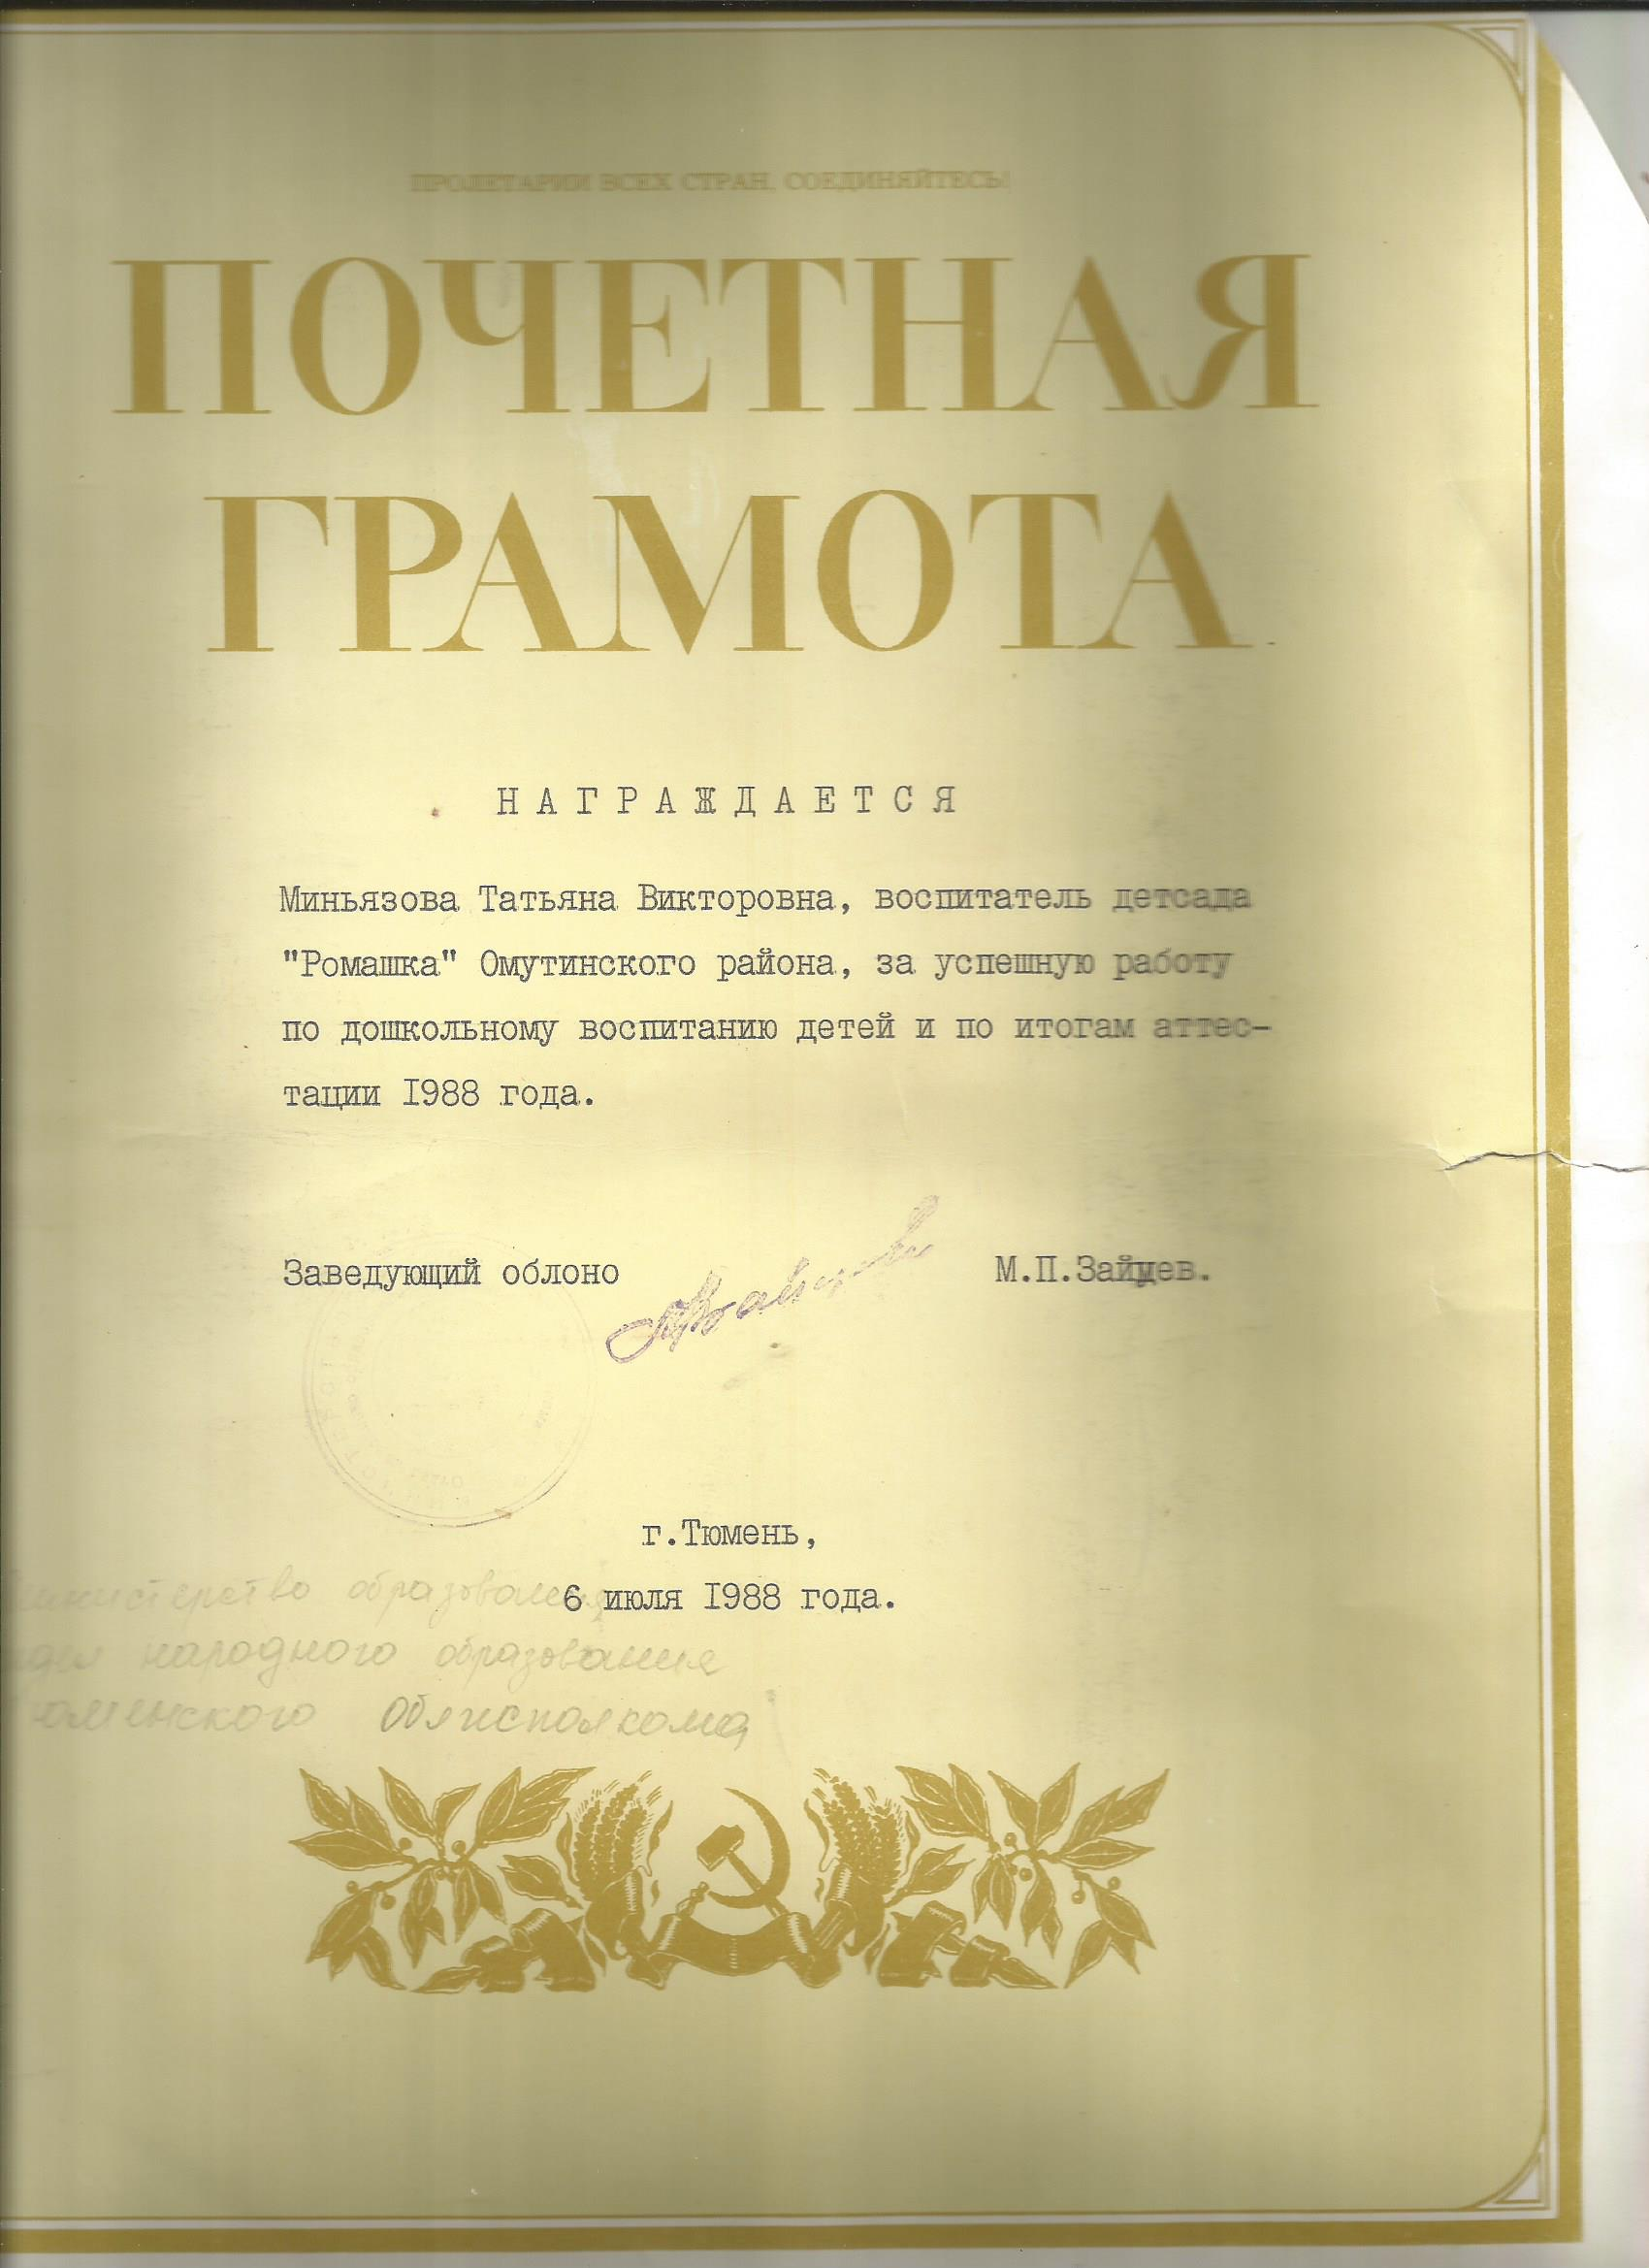 ПРОЛЕТАРИИ ВСЕХ СТРАН, СОЕДИНЯЙТЕСЬ!
ПОЧЕТНАЯ
ГРАМОТА
НАГРАЖДАЕТСЯ
Миньязова Татьяна Викторовна, воспитатель детсада
"Ромашка" Омутинского района, за успешную работу
по дошкольному воспитанию детей и по итогам аттес-
тации 1988 года.
Заведующий облоно М.П.Зайцев.
г.Тюмень,
6 июля 1988 года.
образования
народного образования
Облисполкома